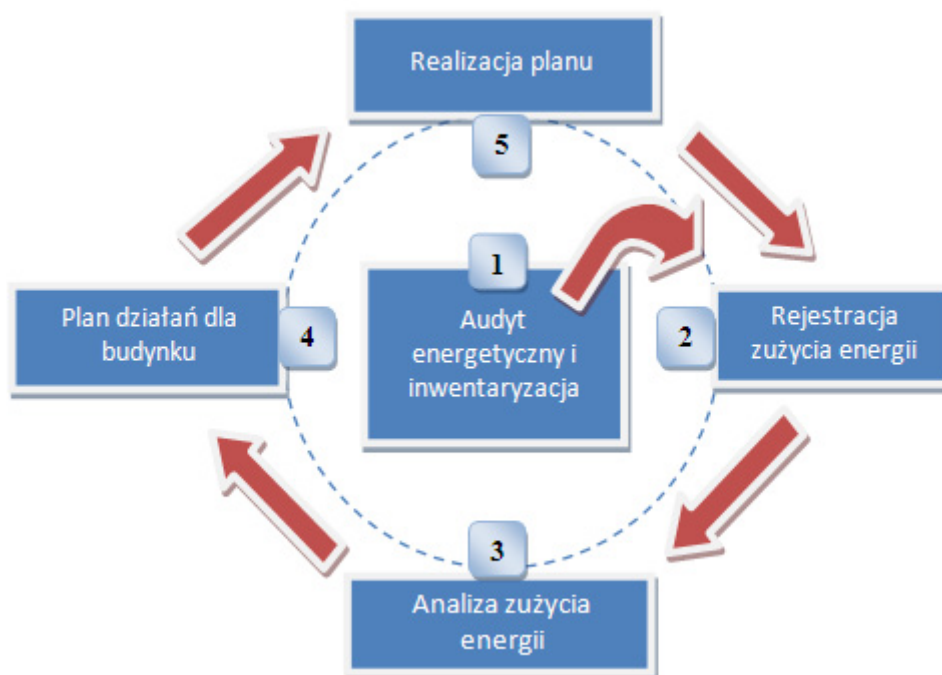 Realizacja planu
5
1
Audyt
energetyczny i
inwentaryzacja
Plan działań dla
budynku
4
2
Rejestracja
zużycia energii
3
Analiza zużycia
energii